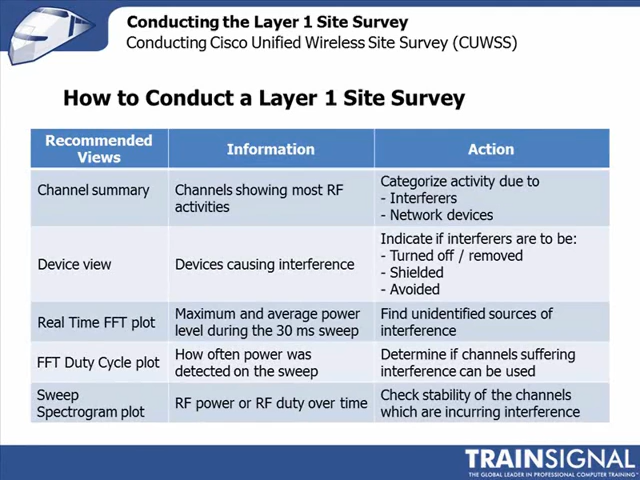 Conducting the Layer 1 Site Survey
Conducting Cisco Unified Wireless Site Survey (CUWSS)
How to Conduct a Layer 1 Site Survey
Recommended
Views
Information
Action
Channel summary
Channels showing most RF
activities
Categorize activity due to
- Interferers
- Network devices
Device view
Devices causing interference
Indicate if interferers are to be:
- Turned off / removed
- Shielded
- Avoided
Real Time FFT plot
Maximum and average power
level during the 30 ms sweep
Find unidentified sources of
interference
FFT Duty Cycle plot
How often power was
detected on the sweep
Determine if channels suffering
interference can be used
Sweep
Spectrogram plot
RF power or RF duty over time
Check stability of the channels
which are incurring interference
TRAINSIGNAL
THE GLOBAL LEADER IN PROFESSIONAL COMPUTER TRAINING